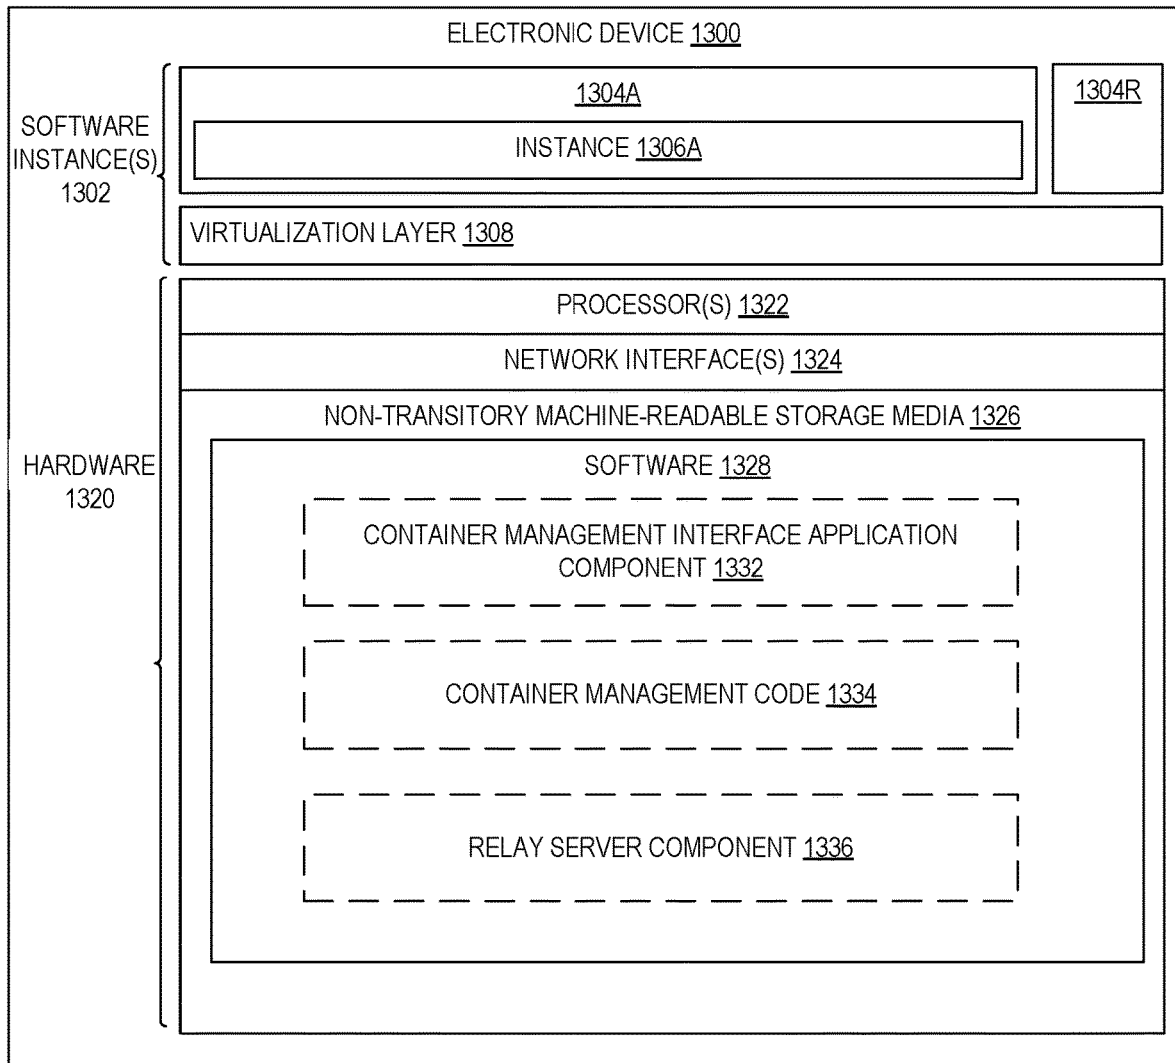 ELECTRONIC DEVICE 1300
SOFTWARE
INSTANCE(S)
1302
1304A
1304R
INSTANCE 1306A
VIRTUALIZATION LAYER 1308
HARDWARE
1320
PROCESSOR(S) 1322
NETWORK INTERFACE(S) 1324
NON-TRANSITORY MACHINE-READABLE STORAGE MEDIA 1326
SOFTWARE 1328
CONTAINER MANAGEMENT INTERFACE APPLICATION
COMPONENT 1332
CONTAINER MANAGEMENT CODE 1334
RELAY SERVER COMPONENT 1336